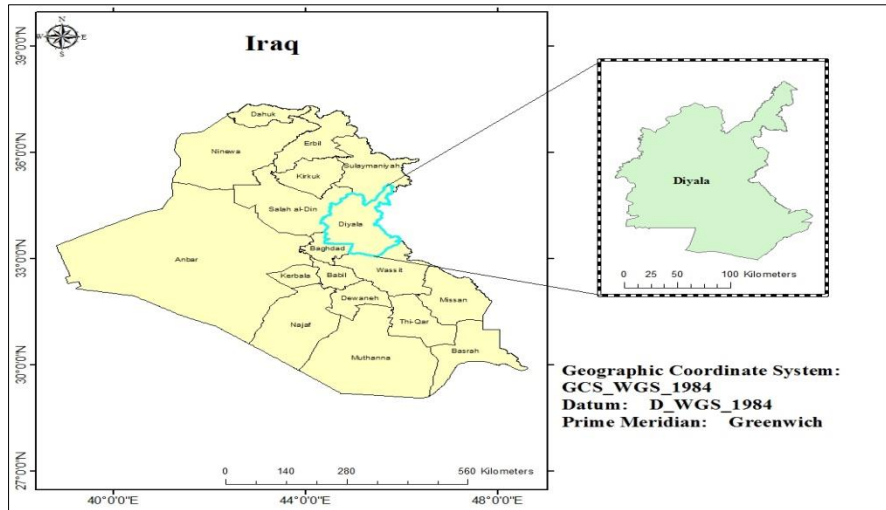 N
W E
S
Iraq
39°0'0"N
36°0'0"N
33°0'0"N
30°0'0"N
27°0'0"N
Dahuk
Erbil
Ninawa
Sulaymaniyah
Kirkuk
Salah al-Din
Diyala
Baghdad
Anbar
Wassit
Kerbala
Babil
Dewaneh
Missan
Najaf
Thi-Qar
Muthanna
Basrah
0 140 280 560 Kilometers
40°0'0"E 44°0'0"E 48°0'0"E
Diyala
0 25 50 100 Kilometers
Geographic Coordinate System:
GCS_WGS_1984
Datum: D_WGS_1984
Prime Meridian: Greenwich